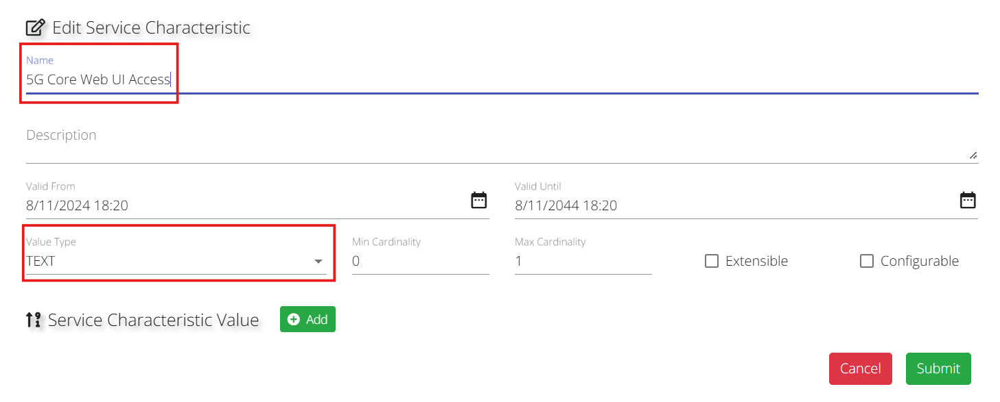 Edit Service Characteristic
Name
5G Core Web UI Access
Description
Valid From
Valid Until
8/11/2024 18:20
8/11/2044 18:20
Value Type
Min Cardinality
Max Cardinality
TEXT
0
1
Extensible
Configurable
Service Characteristic Value
Add
Cancel
Submit